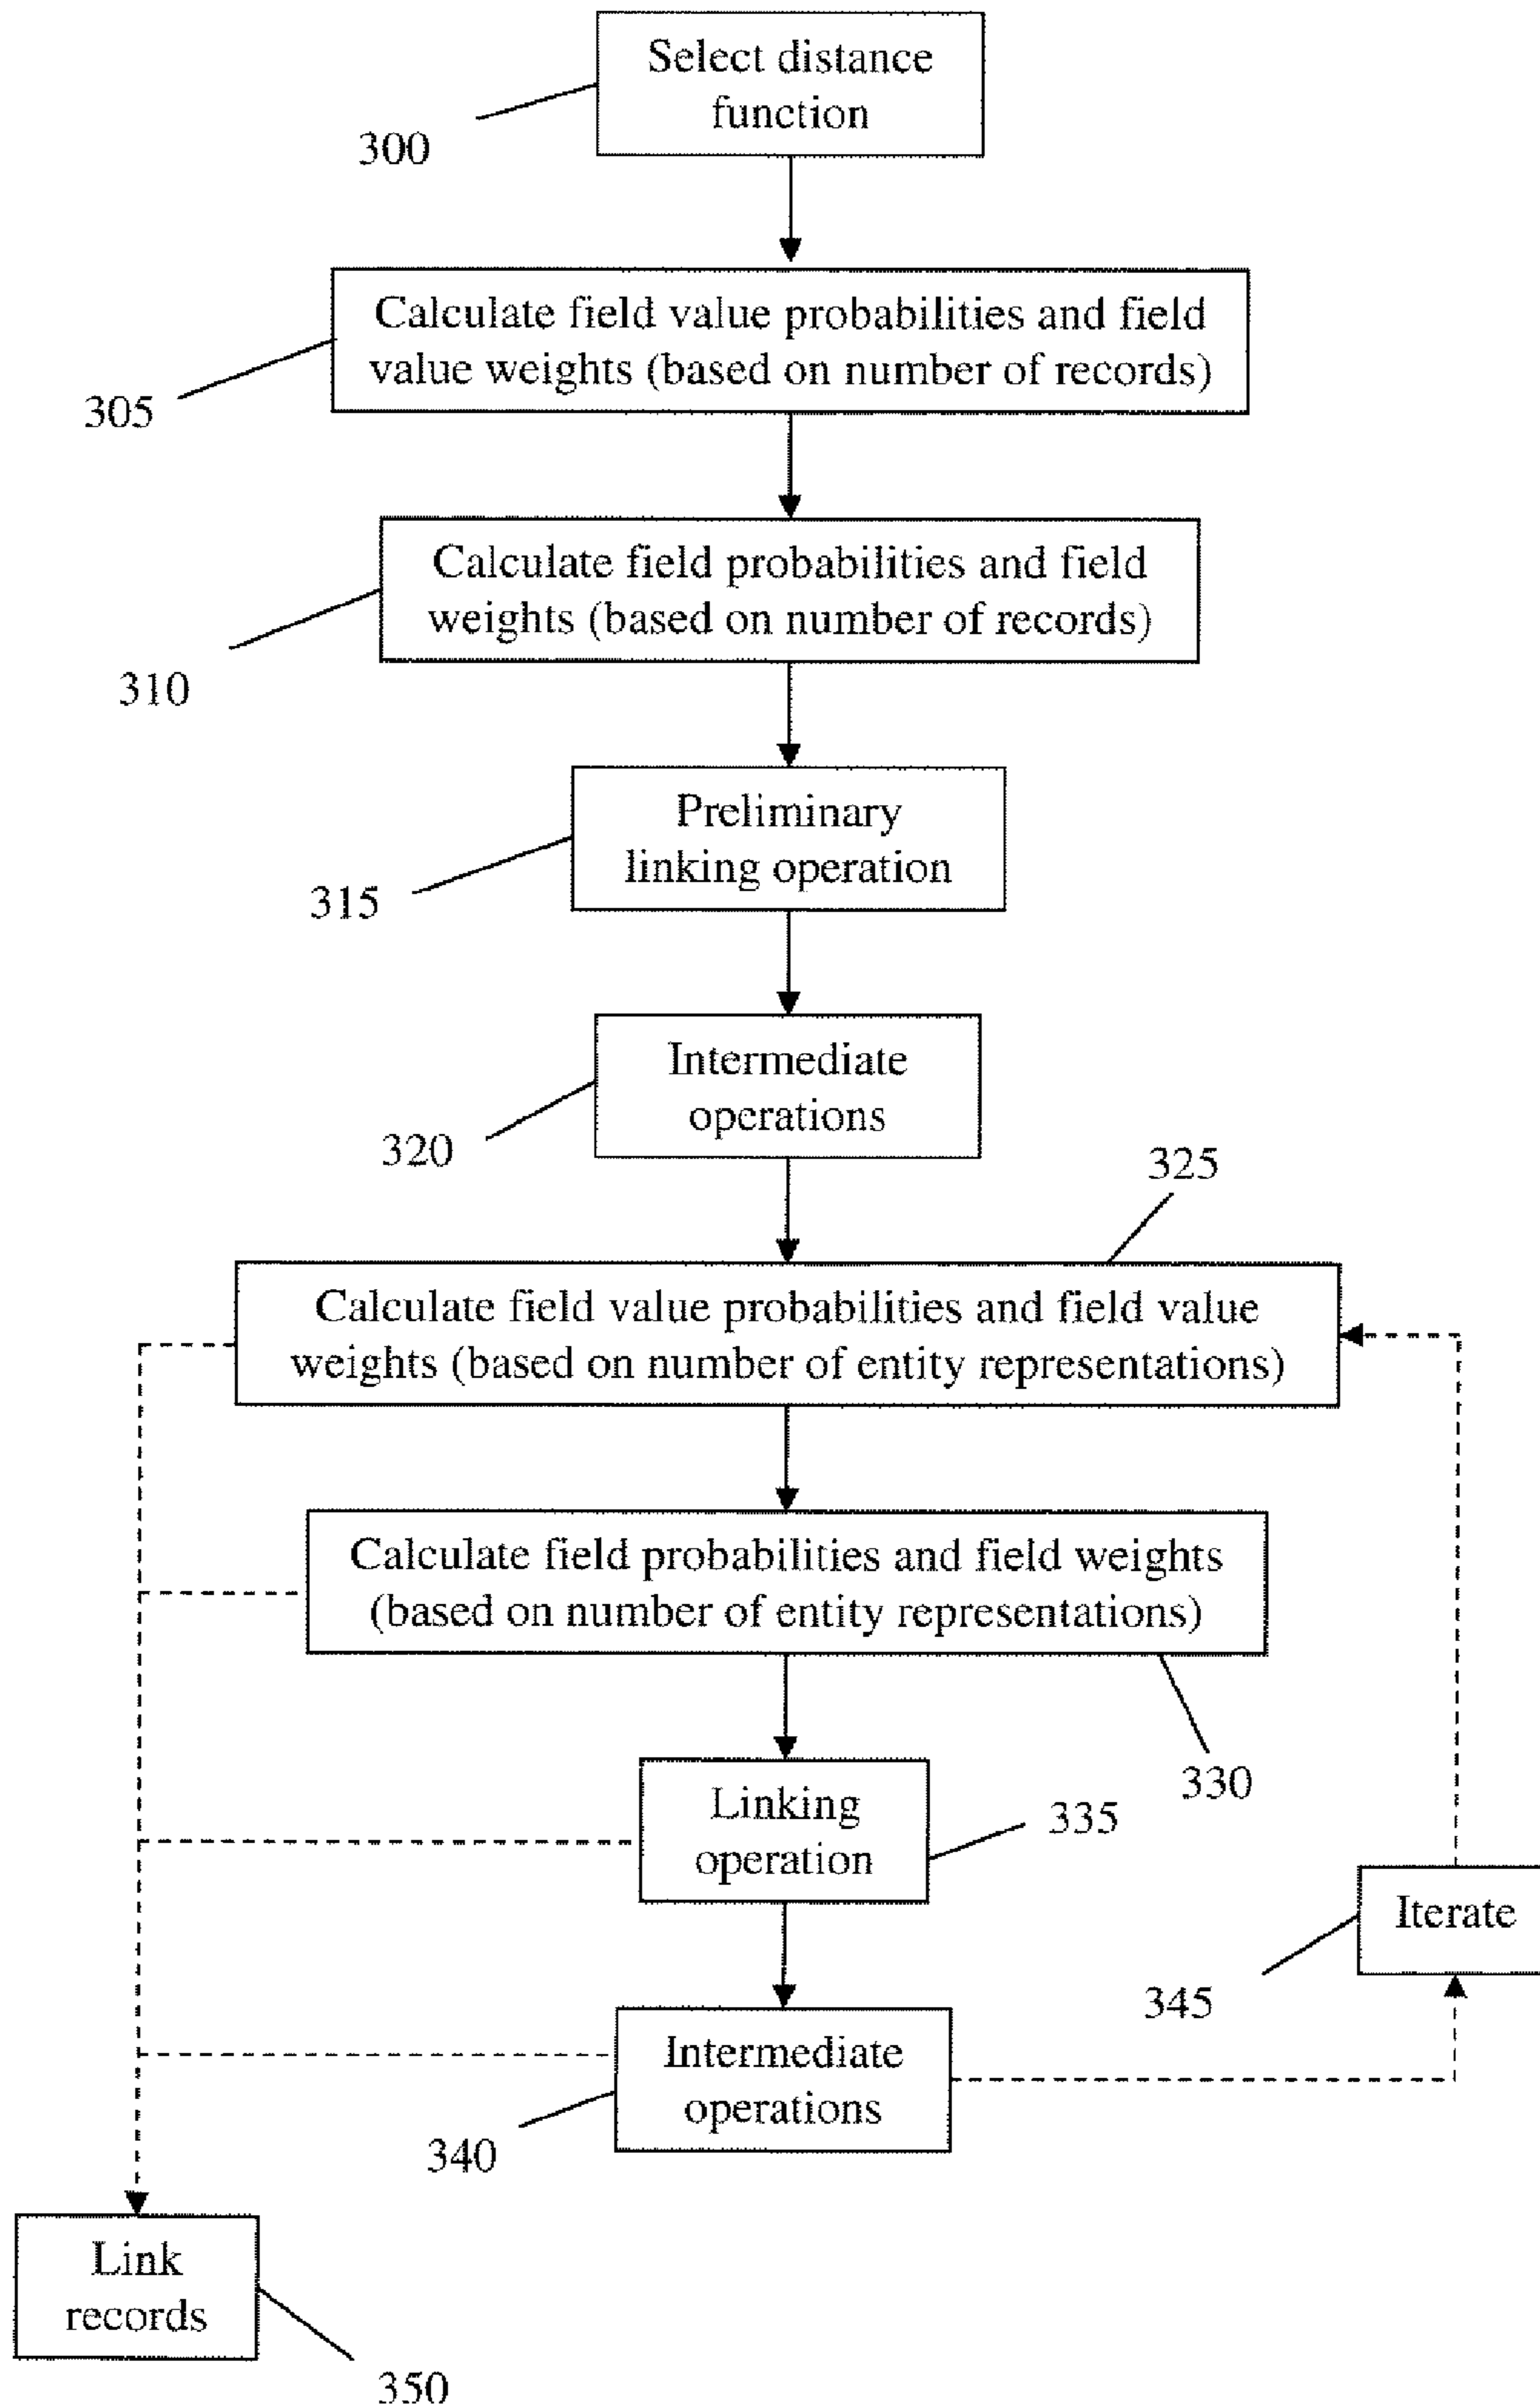 Select distance
function
300
Calculate field value probabilities and field
value weights (based on number of records)
305
Calculate field probabilities and field
weights (based on number of records)
310
Preliminary
linking operation
315
Intermediate
operations
320
325
Calculate field value probabilities and field value
weights (based on number of entity representations)
Calculate field probabilities and field weights
(based on number of entity representations)
330
Linking
operation
335
Iterate
345
Intermediate
operations
340
Link
records
350